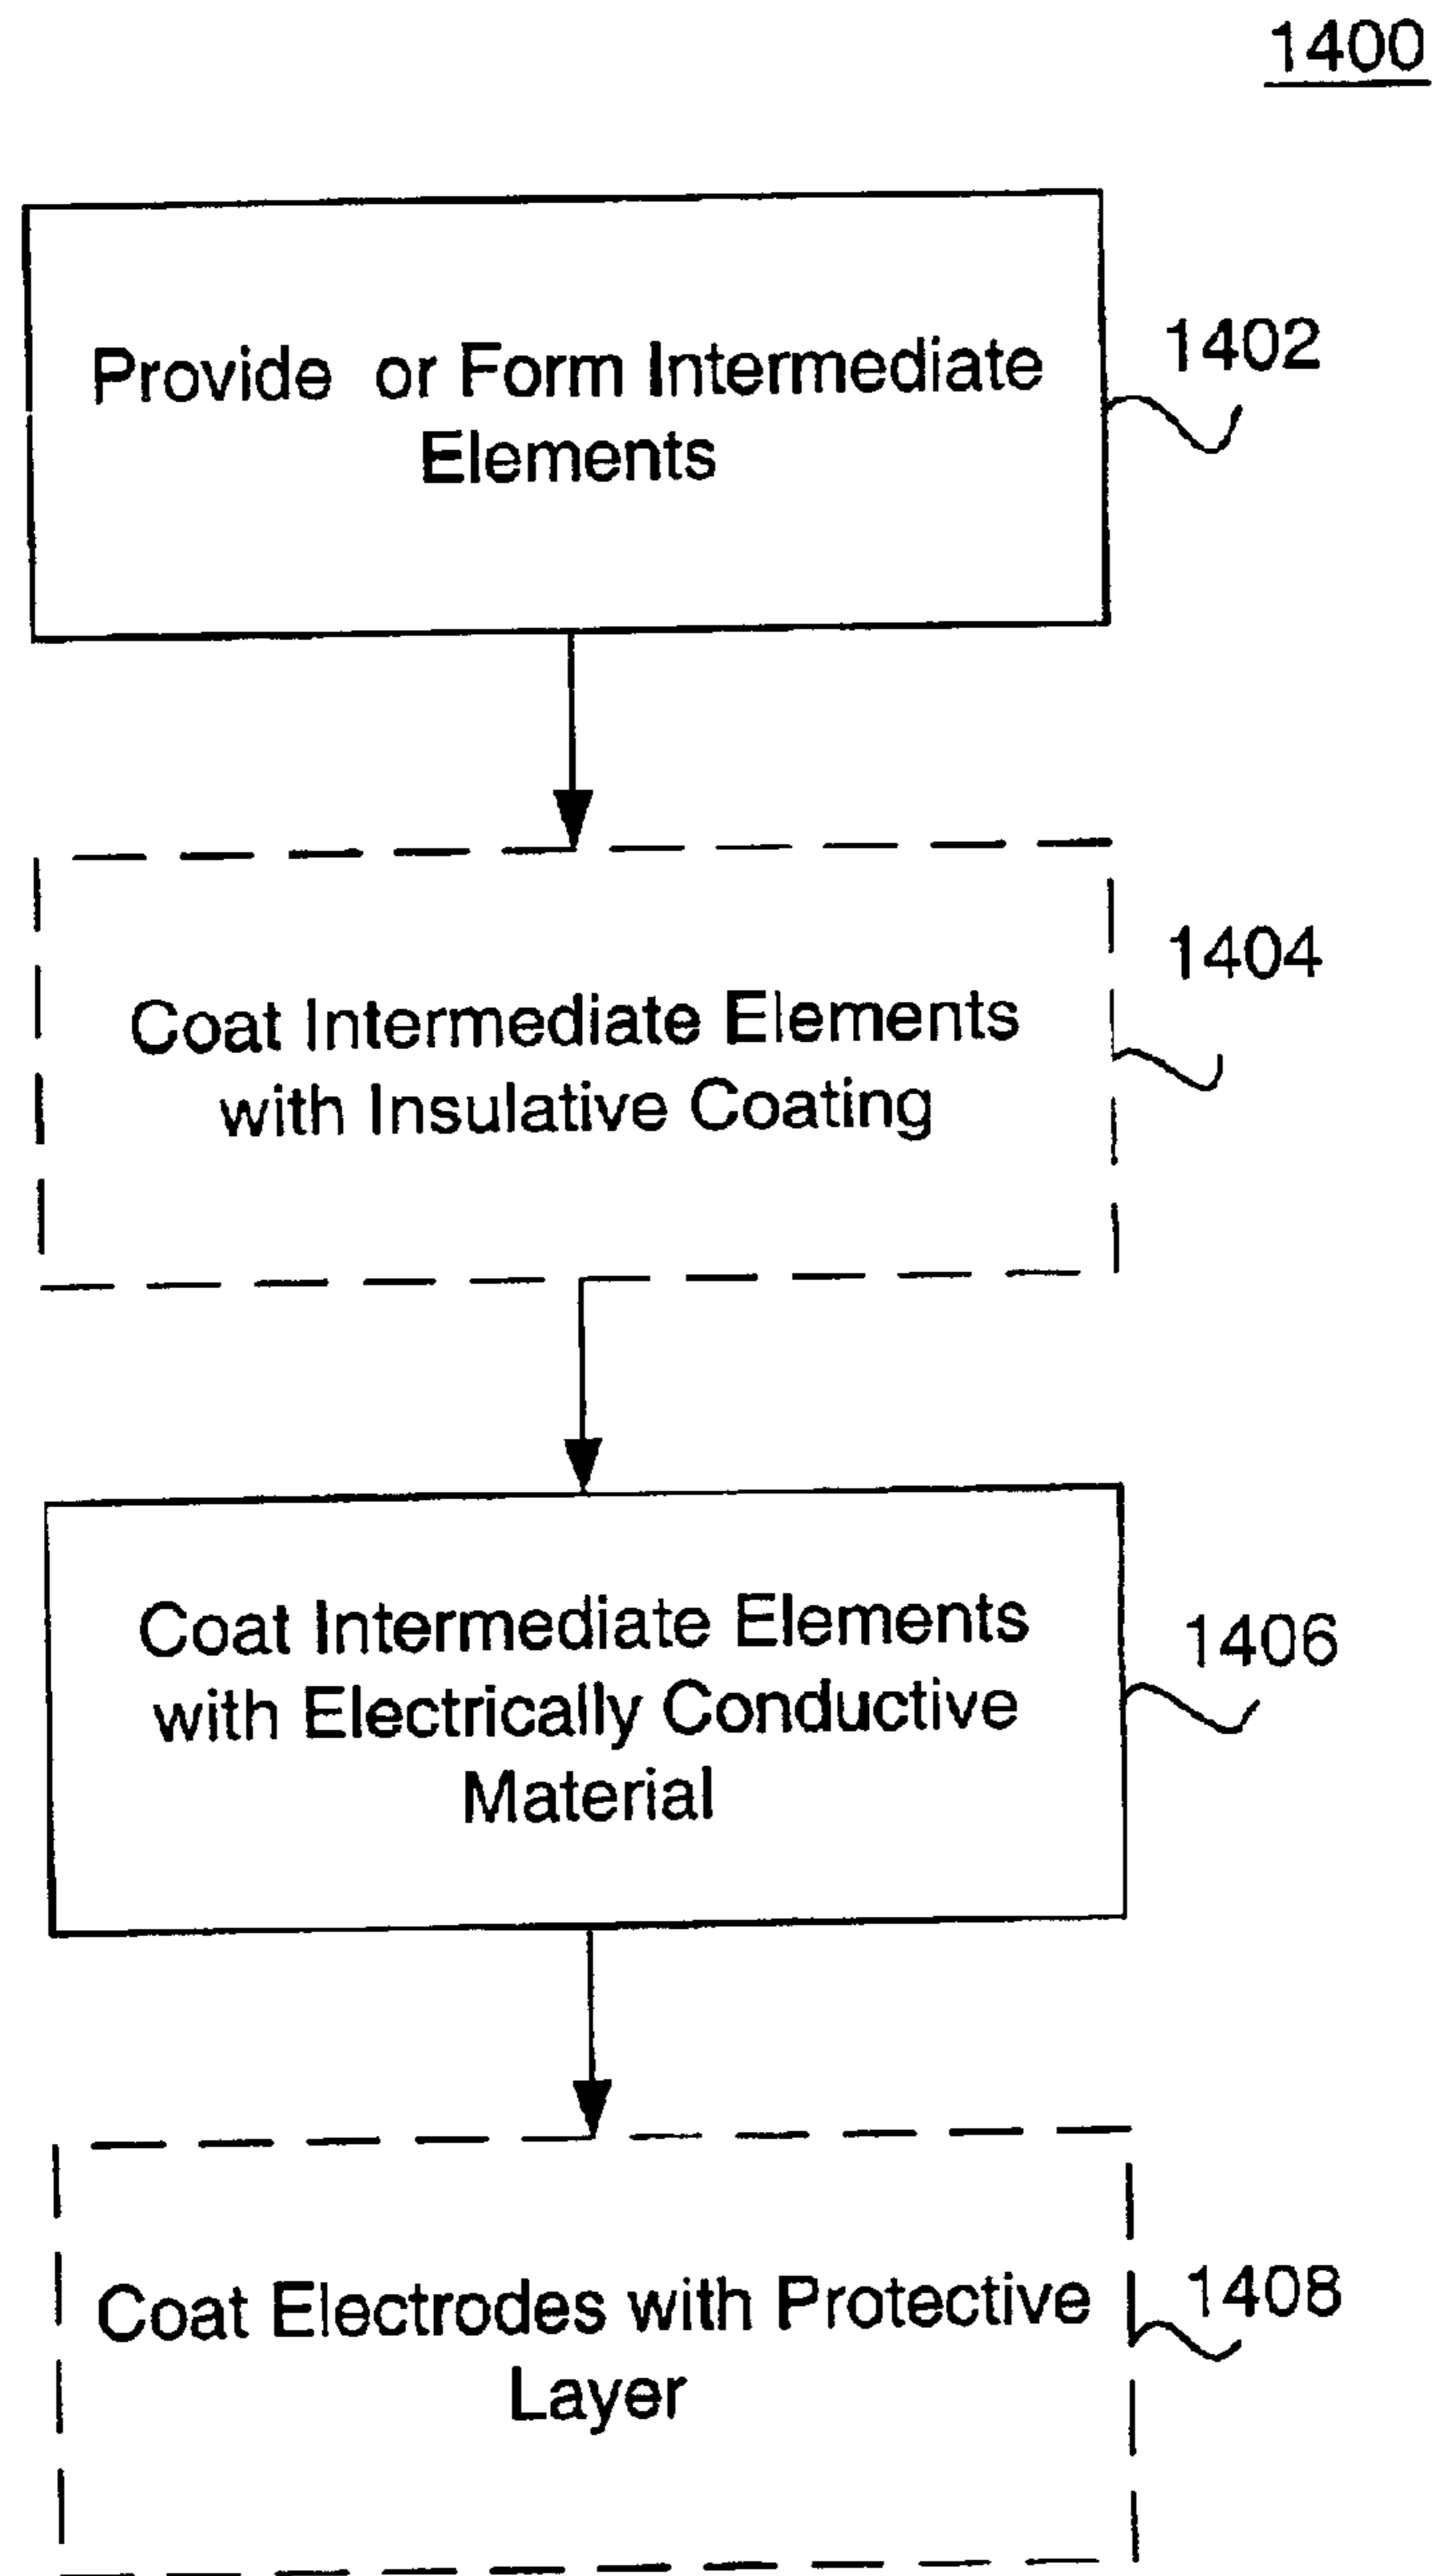 1400
Provide or Form Intermediate
Elements
1402
Coat Intermediate Elements
with Insulative Coating
1404
Coat Intermediate Elements
with Electrically Conductive
Material
1406
Coat Electrodes with Protective
Layer
1408